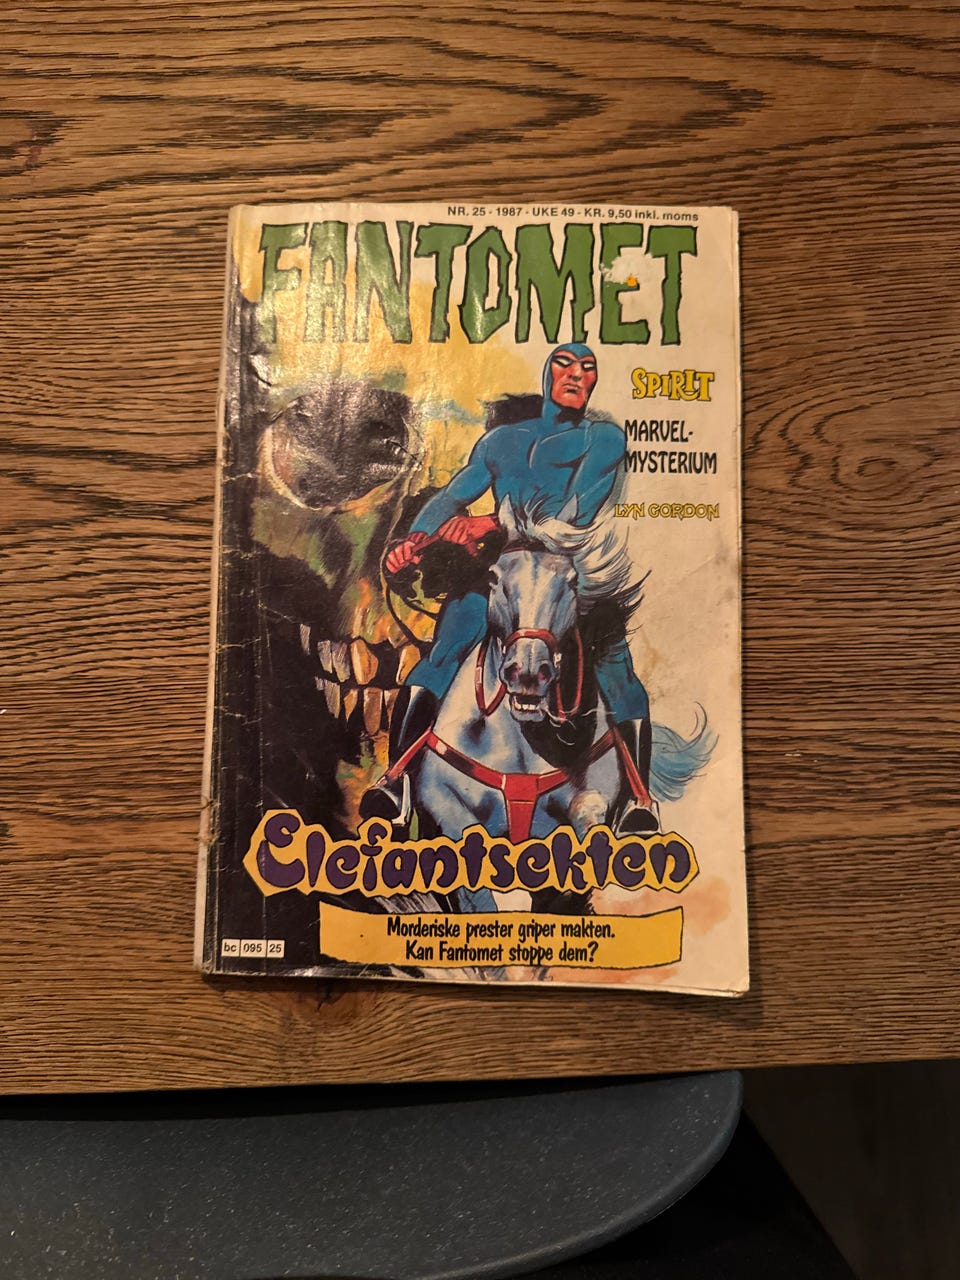 NR. 25 - 1987 - UKE 49 - KR. 9,50 inkl. moms
FANTOMET
SPIRIT
MARVEL-
MYSTERIUM
LYN GORDON
Elefantsekten
Morderiske prester griper makten.
Kan Fantomet stoppe dem?
bc 095 25